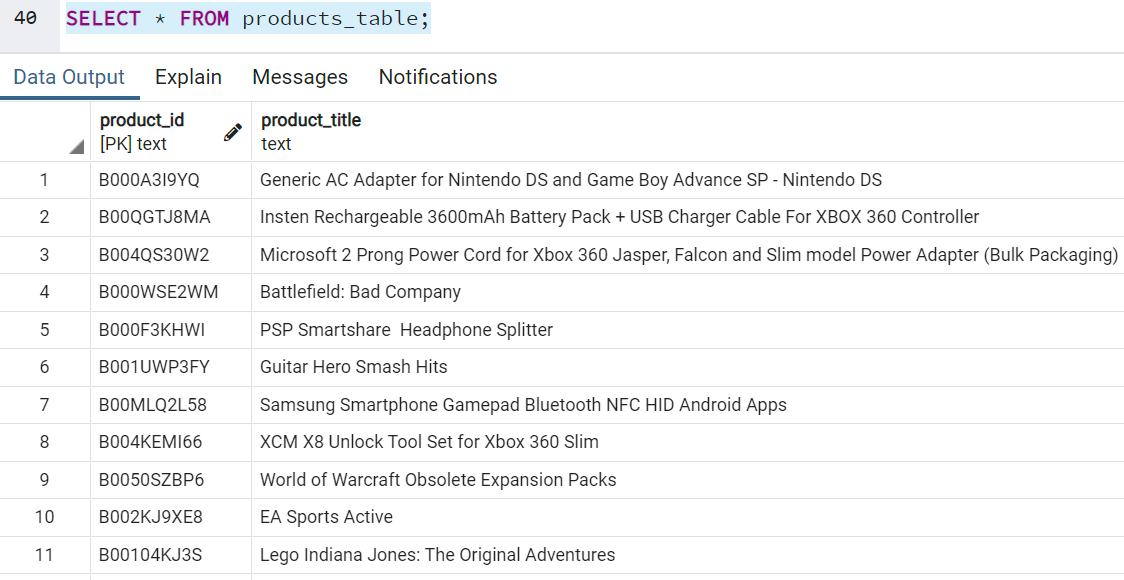 40 SELECT * FROM products_table;
Data Output Explain Messages Notifications
product_id product_title
[PK] text text
1 B000A3I9YQ Generic AC Adapter for Nintendo DS and Game Boy Advance SP - Nintendo DS
2 B00QGTJ8MA Insten Rechargeable 3600mAh Battery Pack + USB Charger Cable For XBOX 360 Controller
3 B004QS30W2 Microsoft 2 Prong Power Cord for Xbox 360 Jasper, Falcon and Slim model Power Adapter (Bulk Packaging)
4 B000WSE2WM Battlefield: Bad Company
5 B000F3KHWI PSP Smartshare  Headphone Splitter
6 B001UWP3FY Guitar Hero Smash Hits
7 B00MLQ2L58 Samsung Smartphone Gamepad Bluetooth NFC HID Android Apps
8 B004KEMI66 XCM X8 Unlock Tool Set for Xbox 360 Slim
9 B0050SZBP6 World of Warcraft Obsolete Expansion Packs
10 B002KJ9XE8 EA Sports Active
11 B00104KJ3S Lego Indiana Jones: The Original Adventures